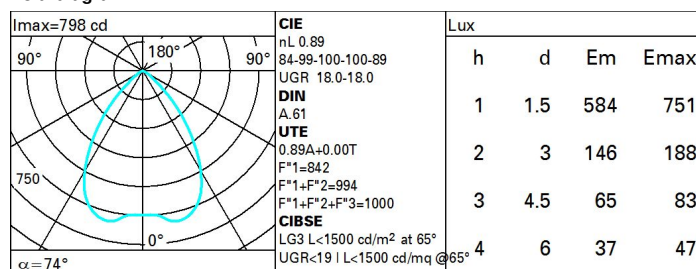 Imax=798 cd
90° 180° 90°
750
0°
α=74°
CIE
nL 0.89
84-99-100-100-89
UGR 18.0-18.0
DIN
A.61
UTE
0.89A+0.00T
F"1=842
F"1+F"2=994
F"1+F"2+F"3=1000
CIBSE
LG3 L<1500 cd/m² at 65°
UGR<19 | L<1500 cd/mq @65°
Lux
h d Em Emax
1 1.5 584 751
2 3 146 188
3 4.5 65 83
4 6 37 47